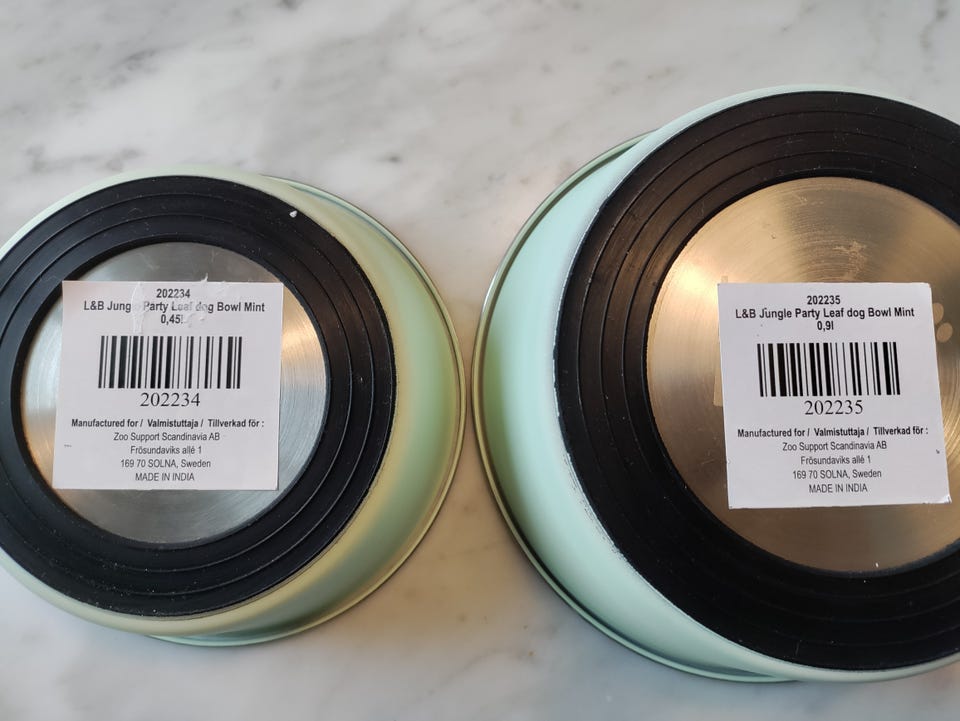 202234
L&B Jungle Party Leaf dog Bowl Mint
0,45L
202234
Manufactured for / Valmistuttaja / Tillverkad för :
Zoo Support Scandinavia AB
Frösundaviks allé 1
169 70 SOLNA, Sweden
MADE IN INDIA
202235
L&B Jungle Party Leaf dog Bowl Mint
0,9l
202235
Manufactured for / Valmistuttaja / Tillverkad för :
Zoo Support Scandinavia AB
Frösundaviks allé 1
169 70 SOLNA, Sweden
MADE IN INDIA